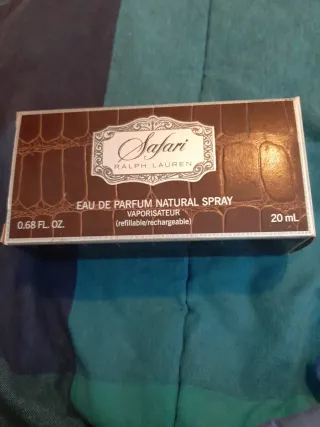 Safari
RALPH LAUREN
EAU DE PARFUM NATURAL SPRAY
VAPORISATEUR
0.68 FL. OZ. (refillable/rechargeable) 20 mL